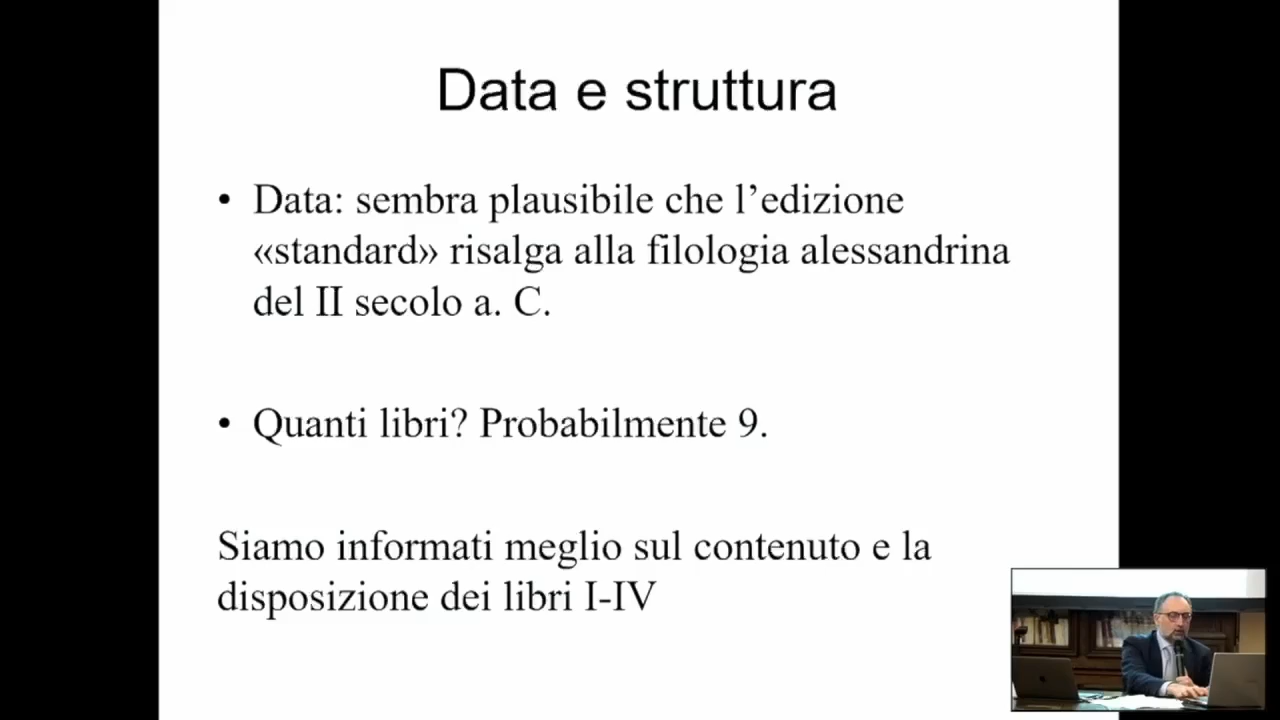 Data e struttura
• Data: sembra plausibile che l’edizione
«standard» risalga alla filologia alessandrina
del II secolo a. C.
• Quanti libri? Probabilmente 9.
Siamo informati meglio sul contenuto e la
disposizione dei libri I-IV